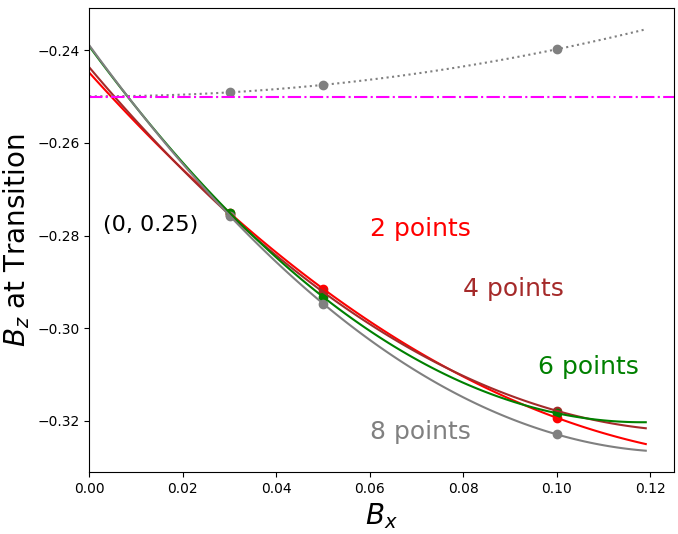 −0.24
−0.26
−0.28
−0.30
−0.32
B_z at Transition
(0, 0.25)
2 points
4 points
6 points
8 points
0.00 0.02 0.04 0.06 0.08 0.10 0.12
B_x